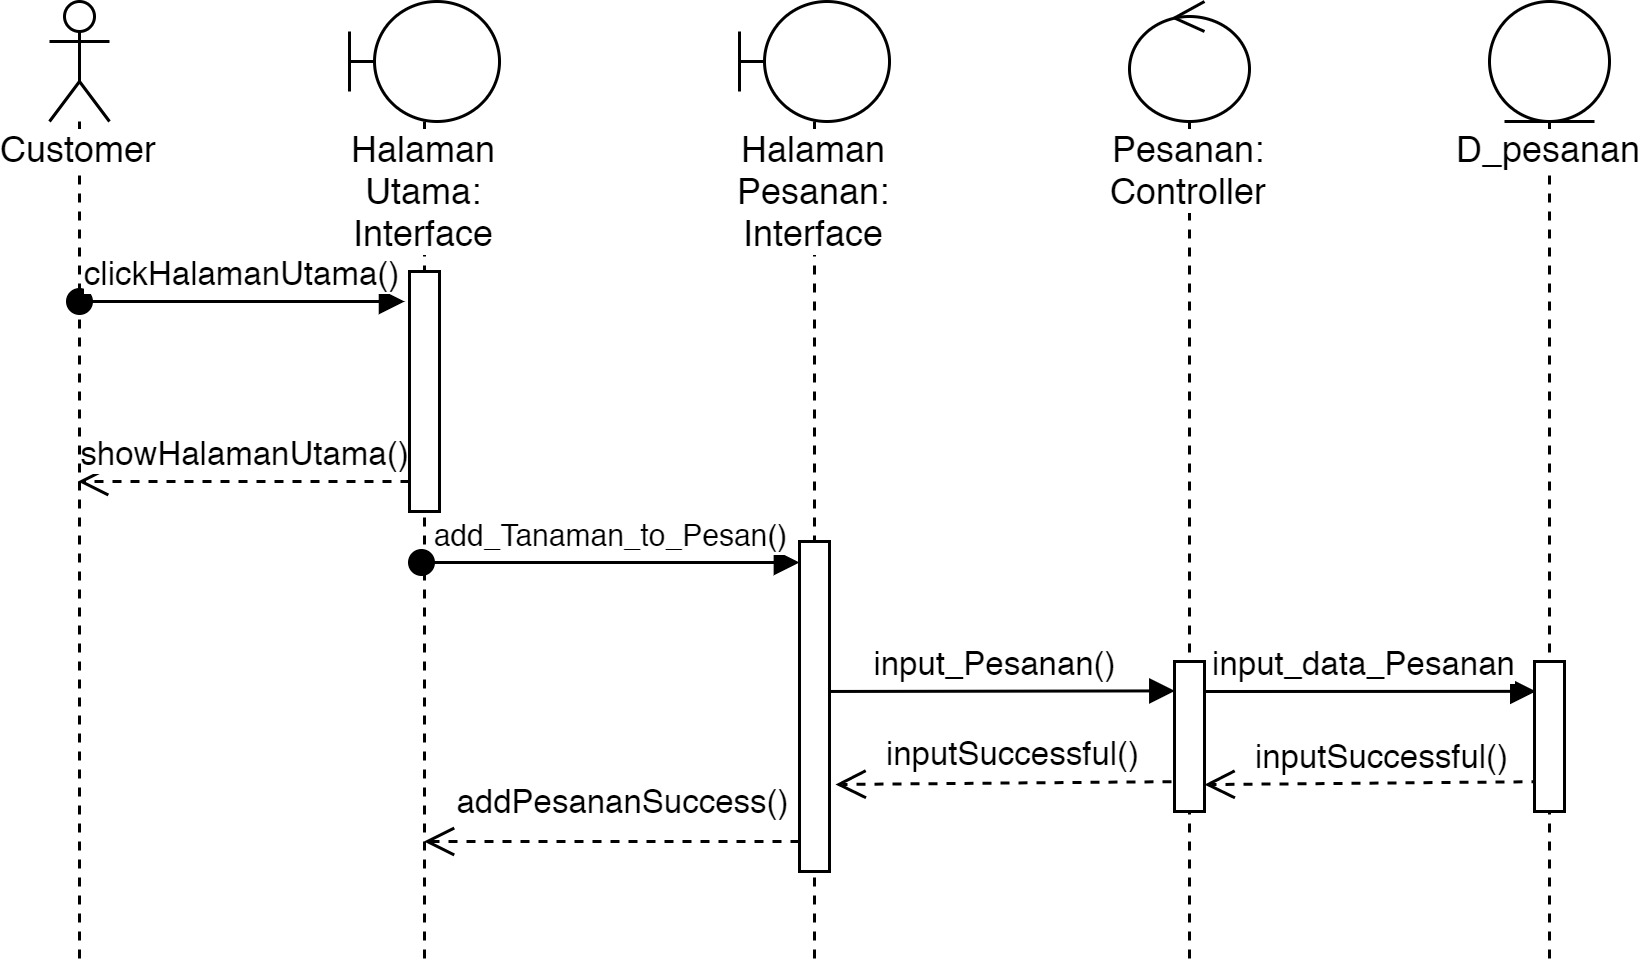 Customer
Halaman
Utama:
Interface
Halaman
Pesanan:
Interface
Pesanan:
Controller
D_pesanan
clickHalamanUtama()
showHalamanUtama()
add_Tanaman_to_Pesan()
input_Pesanan()
input_data_Pesanan
inputSuccessful()
inputSuccessful()
addPesananSuccess()